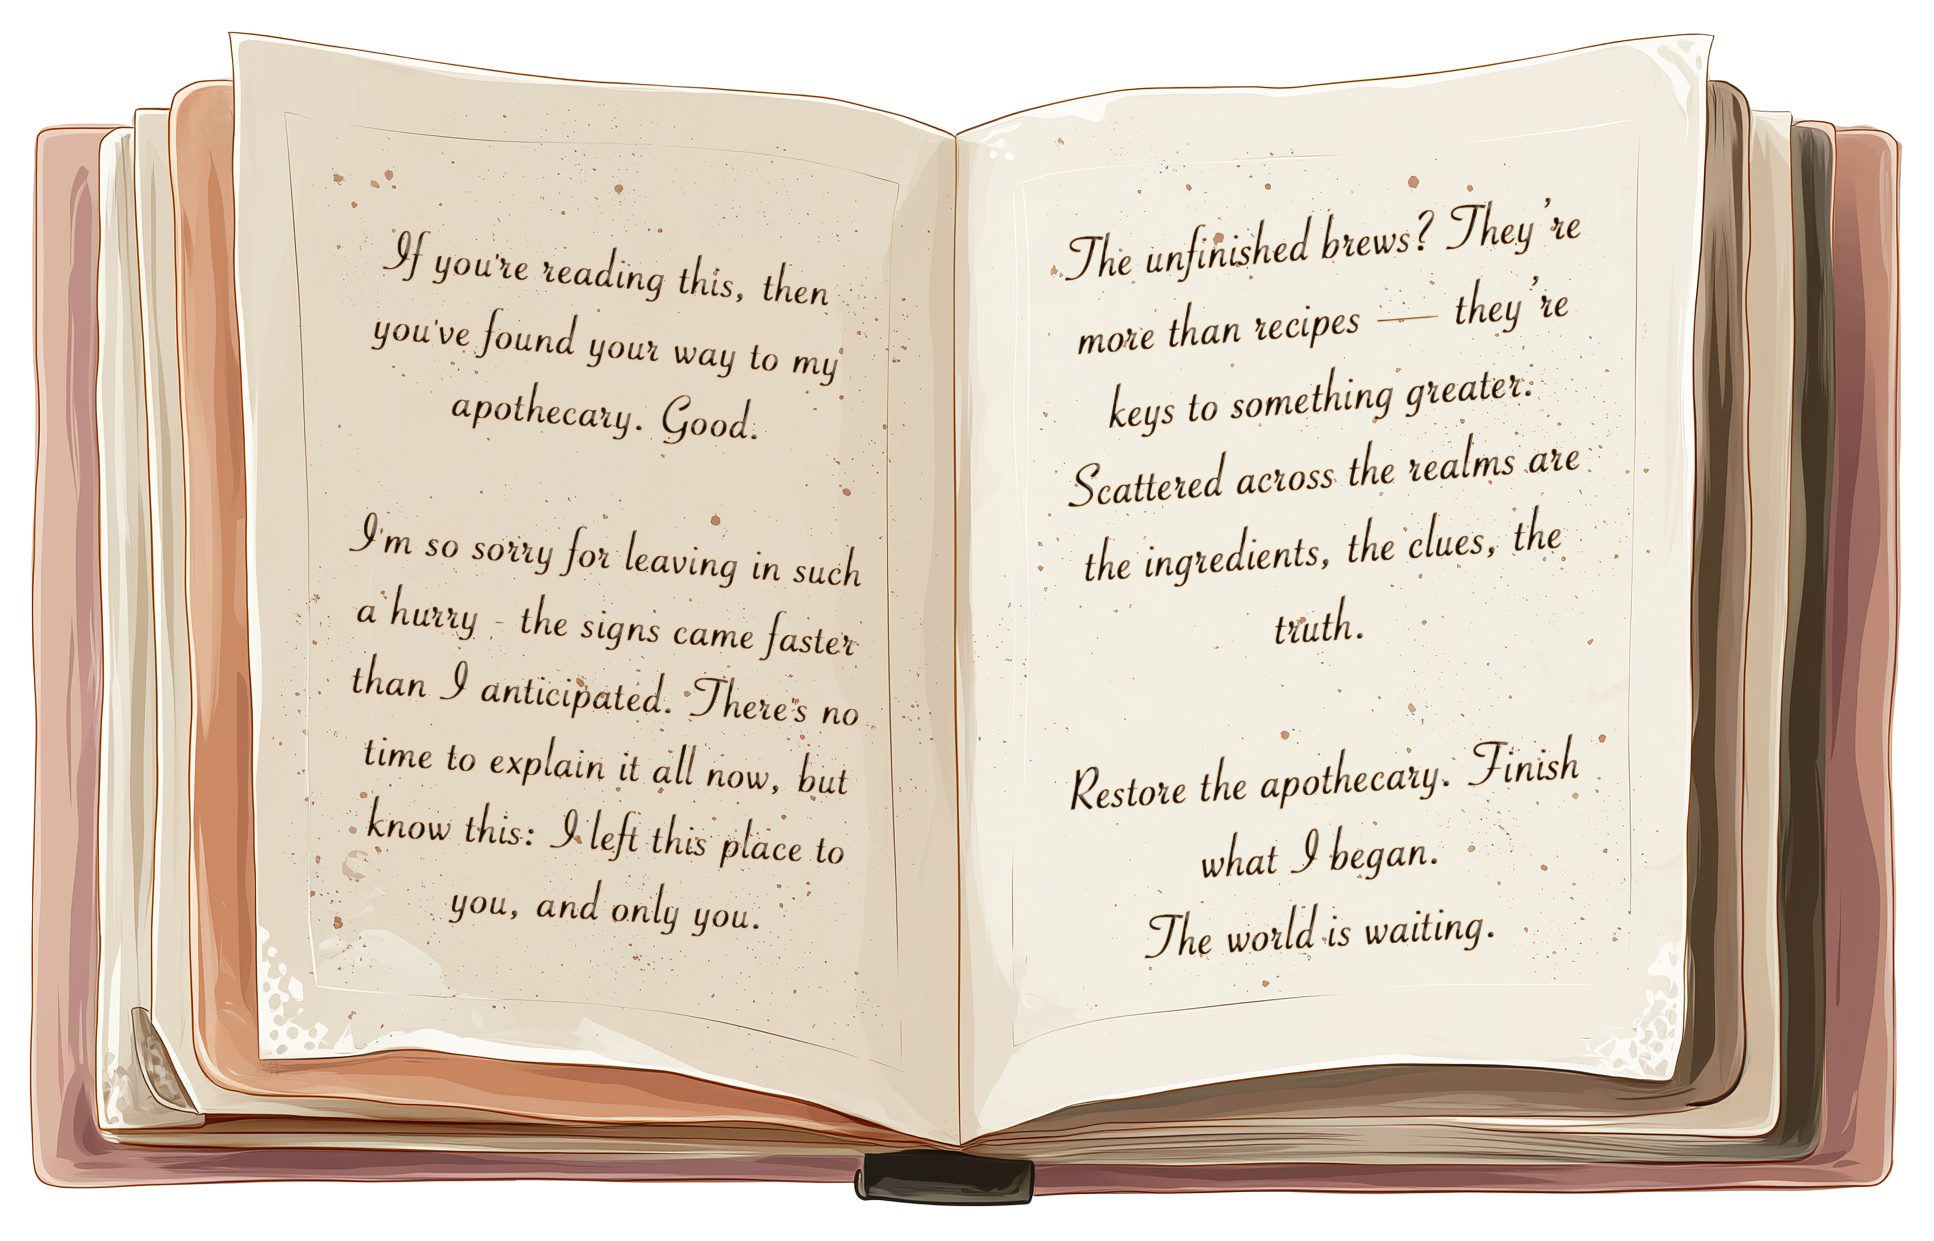 If you're reading this, then
you've found your way to my
apothecary. Good.
I'm so sorry for leaving in such
a hurry - the signs came faster
than I anticipated. There's no
time to explain it all now, but
know this: I left this place to
you, and only you.
The unfinished brews? They’re
more than recipes — they’re
keys to something greater.
Scattered across the realms are
the ingredients, the clues, the
truth.
Restore the apothecary. Finish
what I began.
The world is waiting.